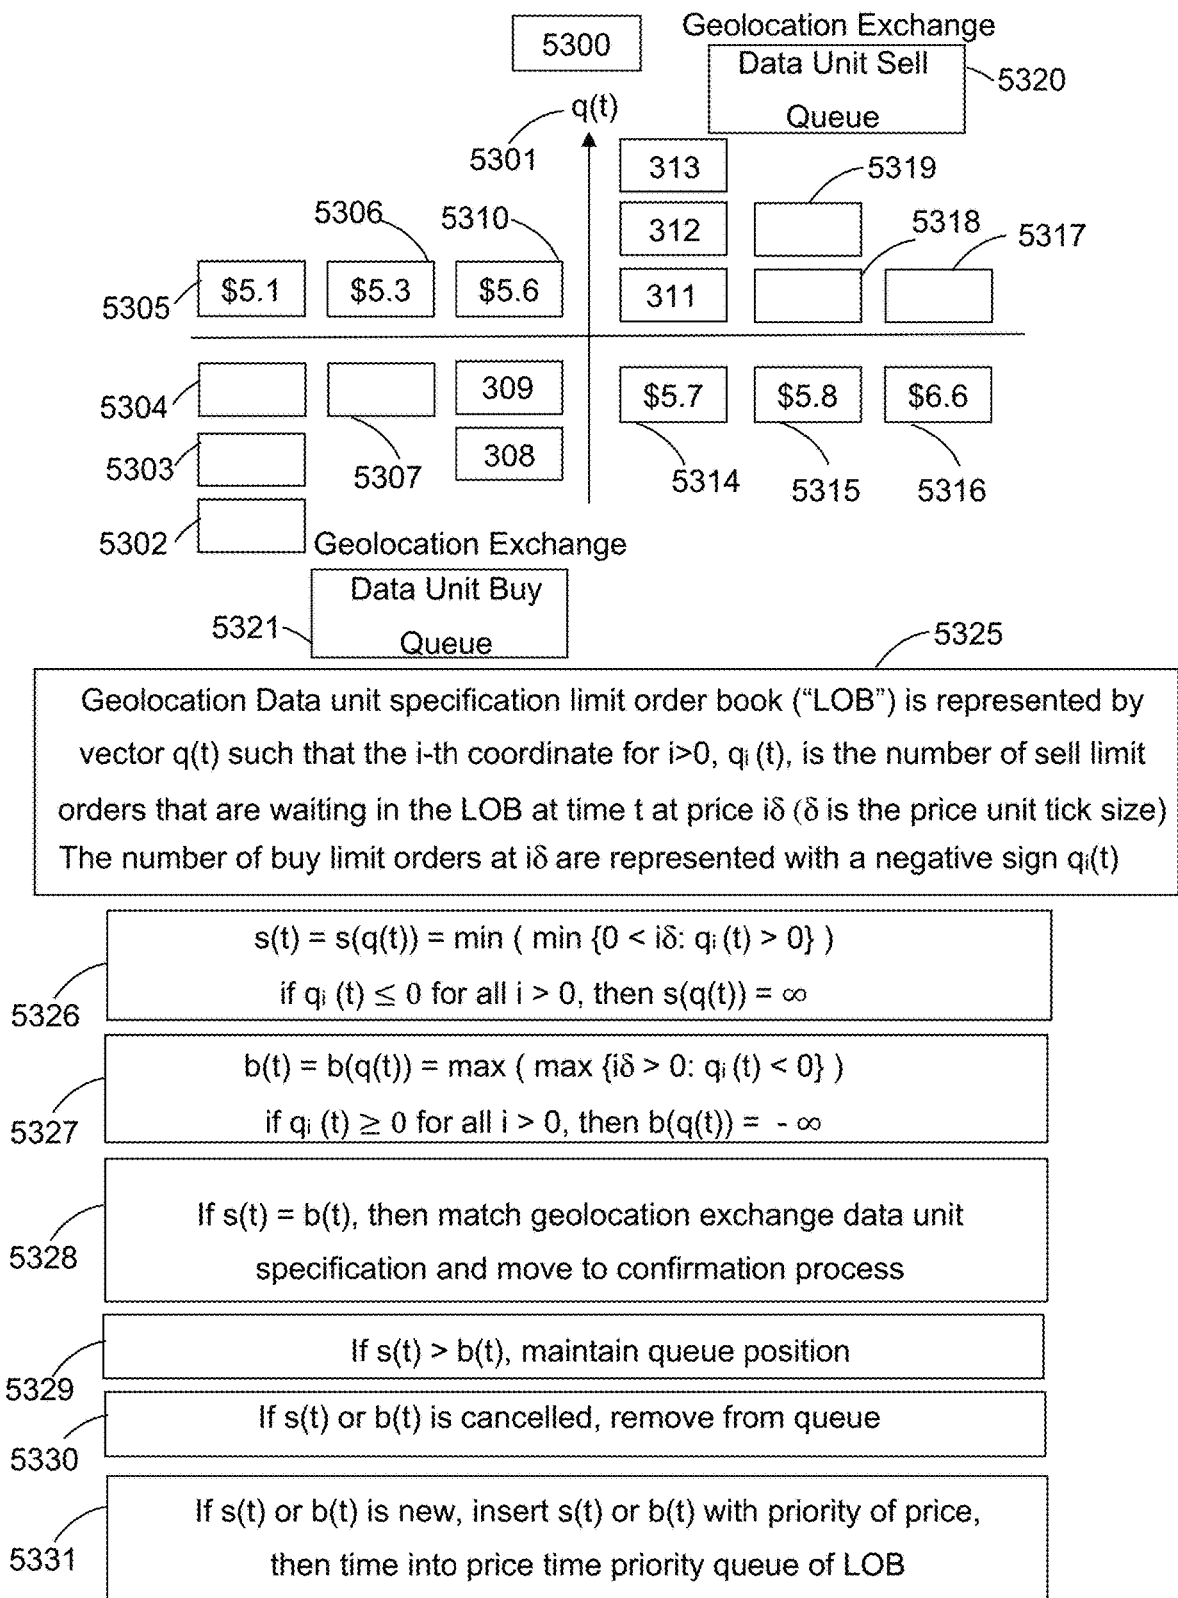 5300
Geolocation Exchange
Data Unit Sell
Queue
5320
q(t)
5301
313
5319
5306
5310
312
5318
5317
5305
$5.1
$5.3
$5.6
311
5304
309
$5.7
$5.8
$6.6
5303
5307
308
5314
5315
5316
5302
Geolocation Exchange
Data Unit Buy
Queue
5321
5325
Geolocation Data unit specification limit order book (“LOB”) is represented by
vector q(t) such that the i-th coordinate for i>0, qᵢ (t), is the number of sell limit
orders that are waiting in the LOB at time t at price iδ (δ is the price unit tick size)
The number of buy limit orders at iδ are represented with a negative sign qᵢ(t)
s(t) = s(q(t)) = min ( min {0 < iδ: qᵢ (t) > 0} )
if qᵢ (t) ≤ 0 for all i > 0, then s(q(t)) = ∞
5326
b(t) = b(q(t)) = max ( max {iδ > 0: qᵢ (t) < 0} )
if qᵢ (t) ≥ 0 for all i > 0, then b(q(t)) = - ∞
5327
If s(t) = b(t), then match geolocation exchange data unit
specification and move to confirmation process
5328
If s(t) > b(t), maintain queue position
5329
If s(t) or b(t) is cancelled, remove from queue
5330
If s(t) or b(t) is new, insert s(t) or b(t) with priority of price,
then time into price time priority queue of LOB
5331